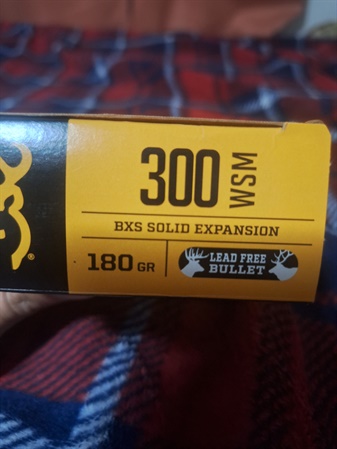 300 WSM
BXS SOLID EXPANSION
180 GR
LEAD FREE
BULLET
®